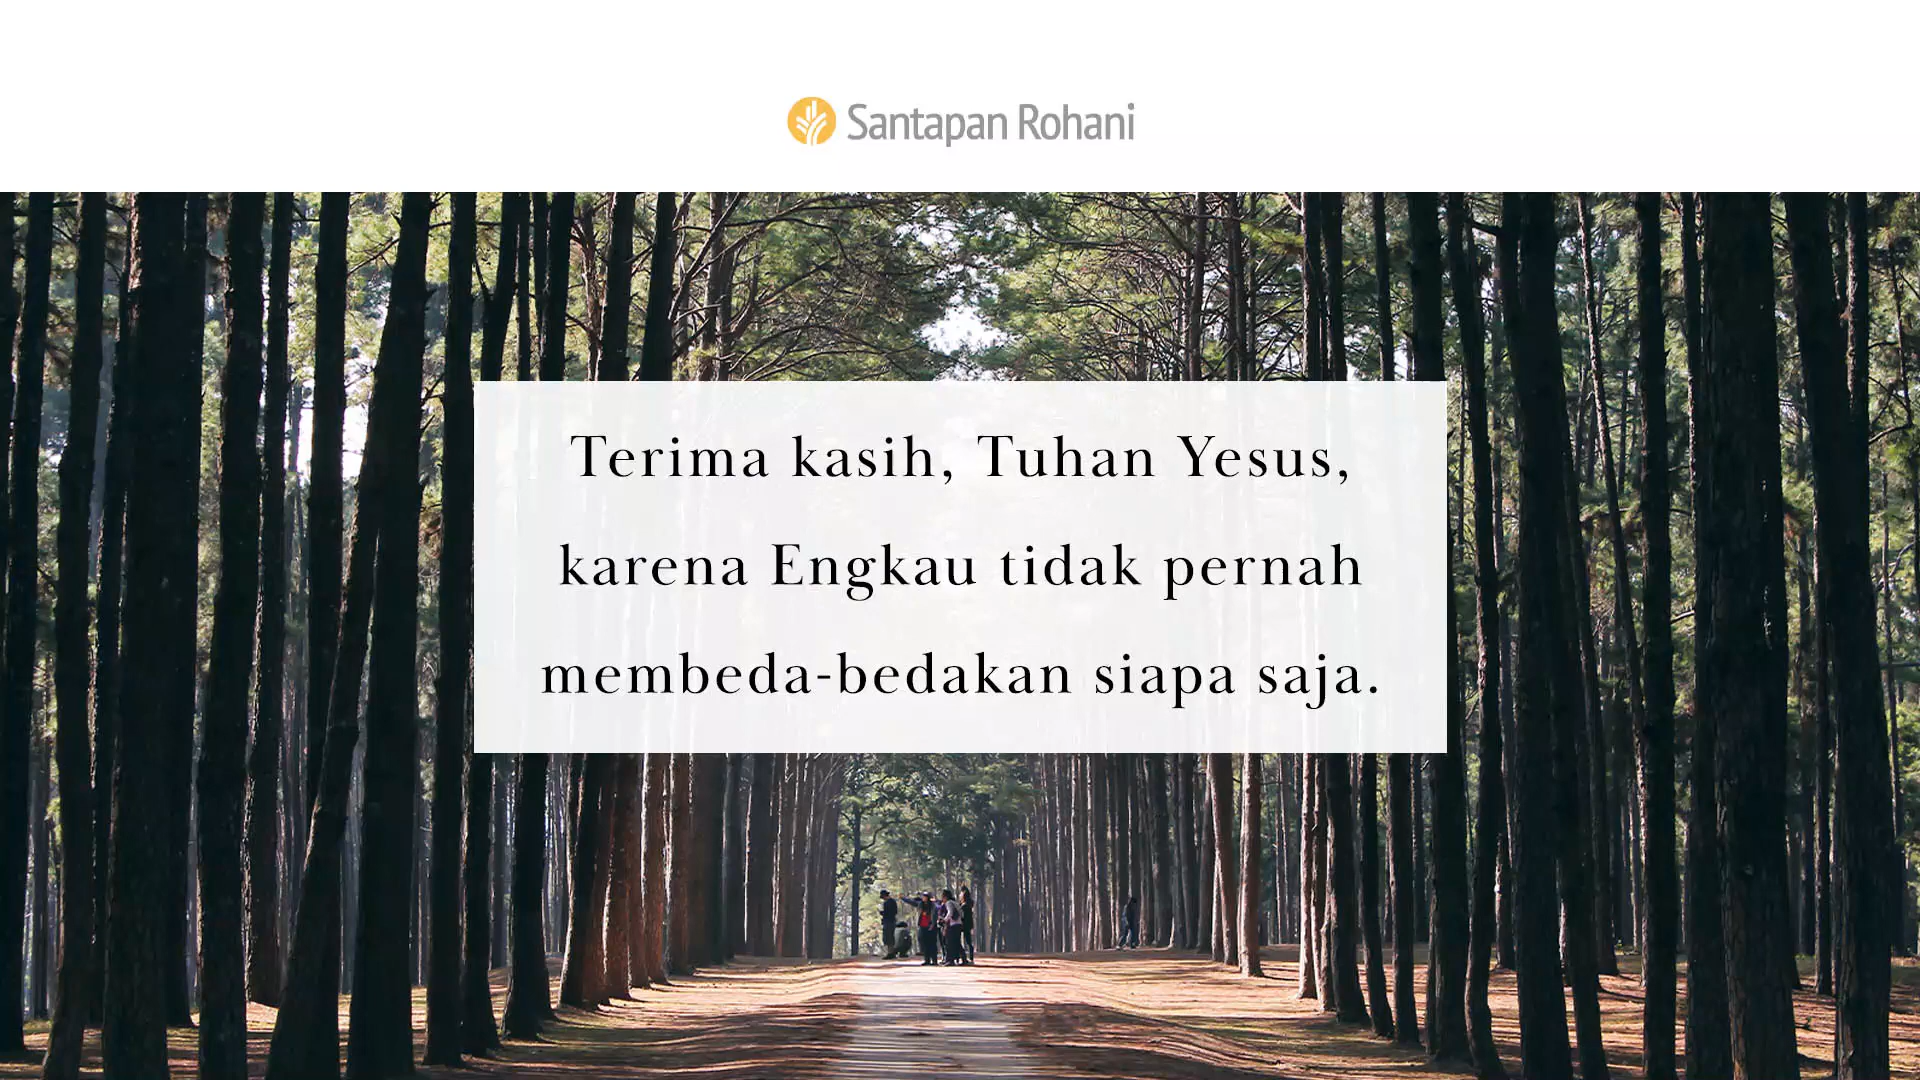 Santapan Rohani
Terima kasih, Tuhan Yesus,
karena Engkau tidak pernah
membeda-bedakan siapa saja.